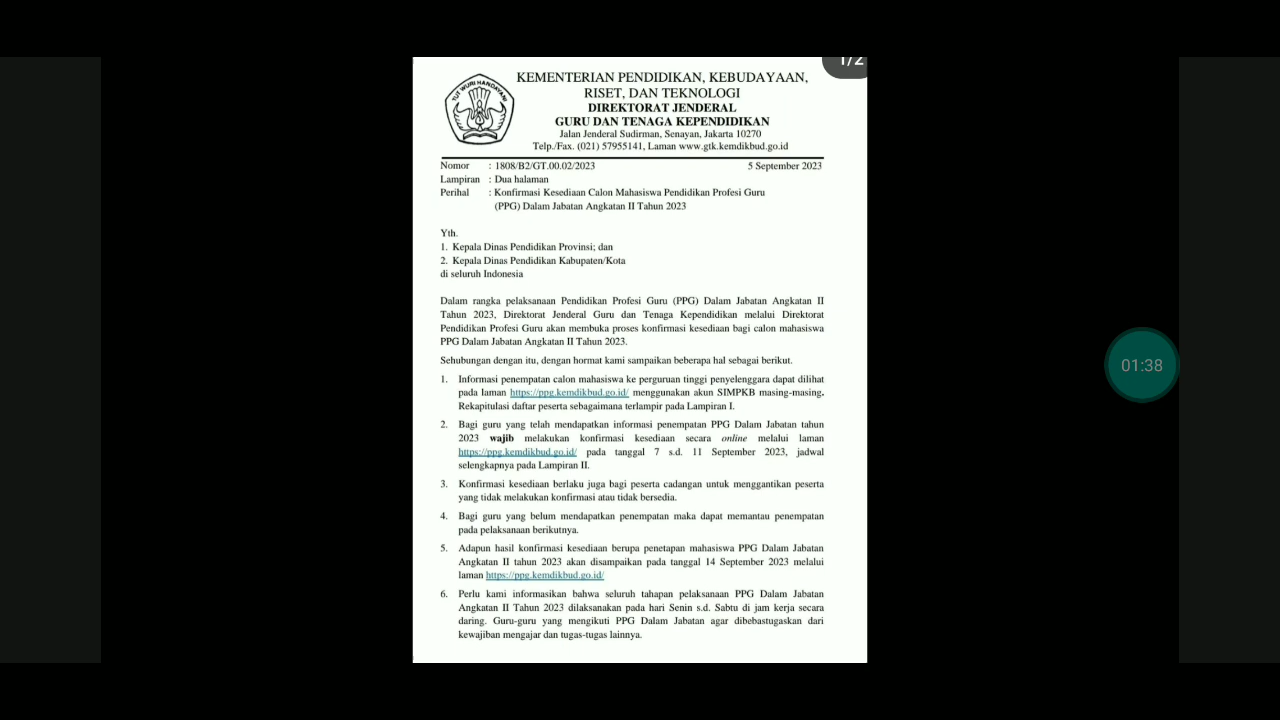 1/2
TUT WURI HANDAYANI
KEMENTERIAN PENDIDIKAN, KEBUDAYAAN,
RISET, DAN TEKNOLOGI
DIREKTORAT JENDERAL
GURU DAN TENAGA KEPENDIDIKAN
Jalan Jenderal Sudirman, Senayan, Jakarta 10270
Telp./Fax. (021) 57955141, Laman www.gtk.kemdikbud.go.id
Nomor : 1808/B2/GT.00.02/2023 5 September 2023
Lampiran : Dua halaman
Perihal : Konfirmasi Kesediaan Calon Mahasiswa Pendidikan Profesi Guru
(PPG) Dalam Jabatan Angkatan II Tahun 2023
Yth.
1. Kepala Dinas Pendidikan Provinsi; dan
2. Kepala Dinas Pendidikan Kabupaten/Kota
di seluruh Indonesia
Dalam rangka pelaksanaan Pendidikan Profesi Guru (PPG) Dalam Jabatan Angkatan II
Tahun 2023, Direktorat Jenderal Guru dan Tenaga Kependidikan melalui Direktorat
Pendidikan Profesi Guru akan membuka proses konfirmasi kesediaan bagi calon mahasiswa
PPG Dalam Jabatan Angkatan II Tahun 2023.
Sehubungan dengan itu, dengan hormat kami sampaikan beberapa hal sebagai berikut.
1. Informasi penempatan calon mahasiswa ke perguruan tinggi penyelenggara dapat dilihat
pada laman https://ppg.kemdikbud.go.id/ menggunakan akun SIMPKB masing-masing.
Rekapitulasi daftar peserta sebagaimana terlampir pada Lampiran I.
2. Bagi guru yang telah mendapatkan informasi penempatan PPG Dalam Jabatan tahun
2023 wajib melakukan konfirmasi kesediaan secara online melalui laman
https://ppg.kemdikbud.go.id/ pada tanggal 7 s.d. 11 September 2023, jadwal
selengkapnya pada Lampiran II.
3. Konfirmasi kesediaan berlaku juga bagi peserta cadangan untuk menggantikan peserta
yang tidak melakukan konfirmasi atau tidak bersedia.
4. Bagi guru yang belum mendapatkan penempatan maka dapat memantau penempatan
pada pelaksanaan berikutnya.
5. Adapun hasil konfirmasi kesediaan berupa penetapan mahasiswa PPG Dalam Jabatan
Angkatan II tahun 2023 akan disampaikan pada tanggal 14 September 2023 melalui
laman https://ppg.kemdikbud.go.id/
6. Perlu kami informasikan bahwa seluruh tahapan pelaksanaan PPG Dalam Jabatan
Angkatan II Tahun 2023 dilaksanakan pada hari Senin s.d. Sabtu di jam kerja secara
daring. Guru-guru yang mengikuti PPG Dalam Jabatan agar dibebastugaskan dari
kewajiban mengajar dan tugas-tugas lainnya.
01:38